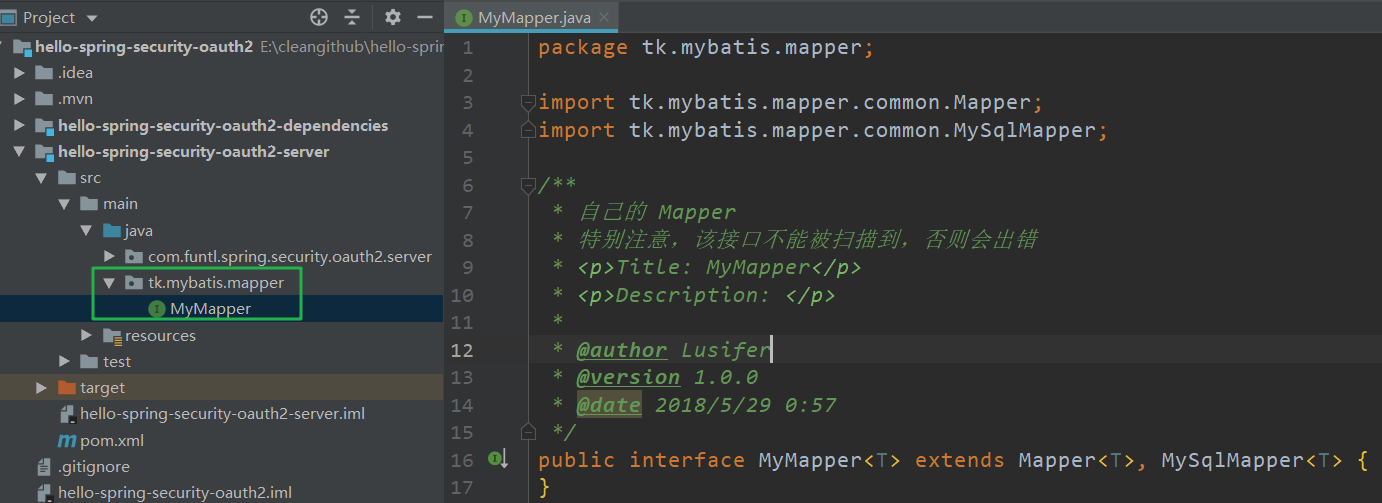 Project
hello-spring-security-oauth2 E:\cleangithub\hello-sprin
.idea
.mvn
hello-spring-security-oauth2-dependencies
hello-spring-security-oauth2-server
src
main
java
com.funtl.spring.security.oauth2.server
tk.mybatis.mapper
MyMapper
resources
test
target
hello-spring-security-oauth2-server.iml
pom.xml
.gitignore
hello-spring-security-oauth2.iml
MyMapper.java
1 package tk.mybatis.mapper;
2
3 import tk.mybatis.mapper.common.Mapper;
4 import tk.mybatis.mapper.common.MySqlMapper;
5
6 /**
7 * 自己的 Mapper
8 * 特别注意，该接口不能被扫描到，否则会出错
9 * <p>Title: MyMapper</p>
10 * <p>Description: </p>
11 *
12 * @author Lusifer
13 * @version 1.0.0
14 * @date 2018/5/29 0:57
15 */
16 public interface MyMapper<T> extends Mapper<T>, MySqlMapper<T> {
17 }